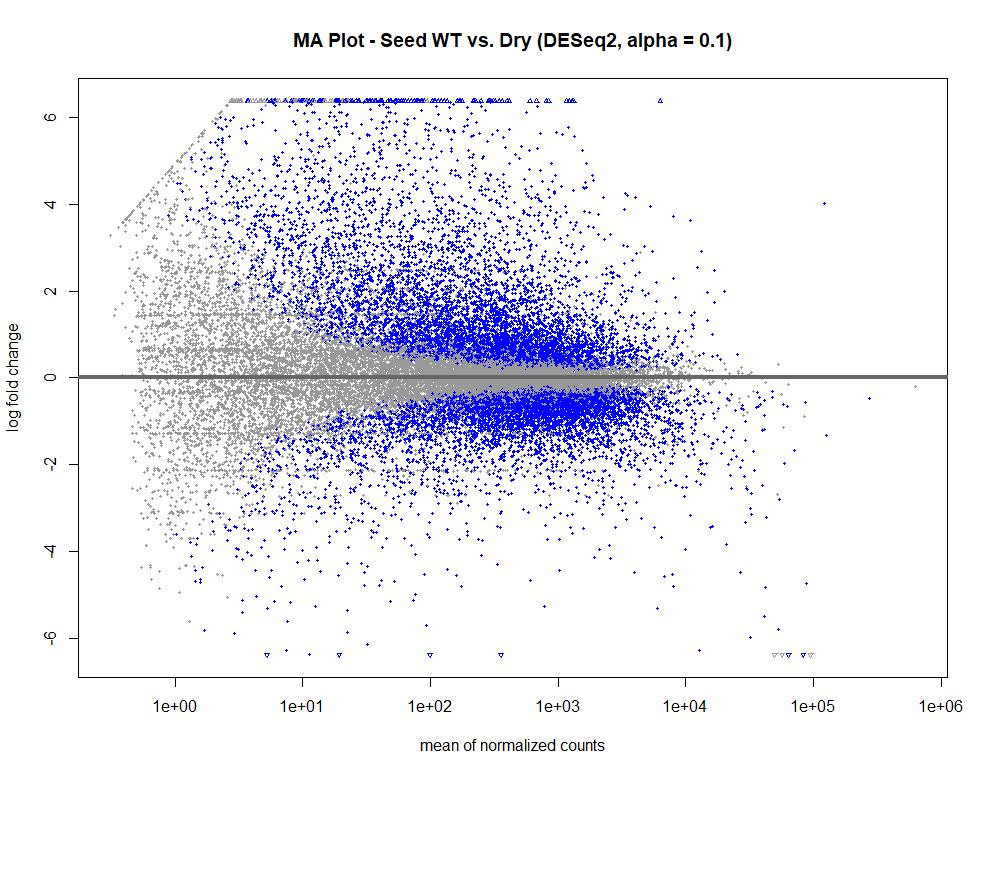 MA Plot - Seed WT vs. Dry (DESeq2, alpha = 0.1)
log fold change
6
4
2
0
-2
-4
-6
1e+00 1e+01 1e+02 1e+03 1e+04 1e+05 1e+06
mean of normalized counts